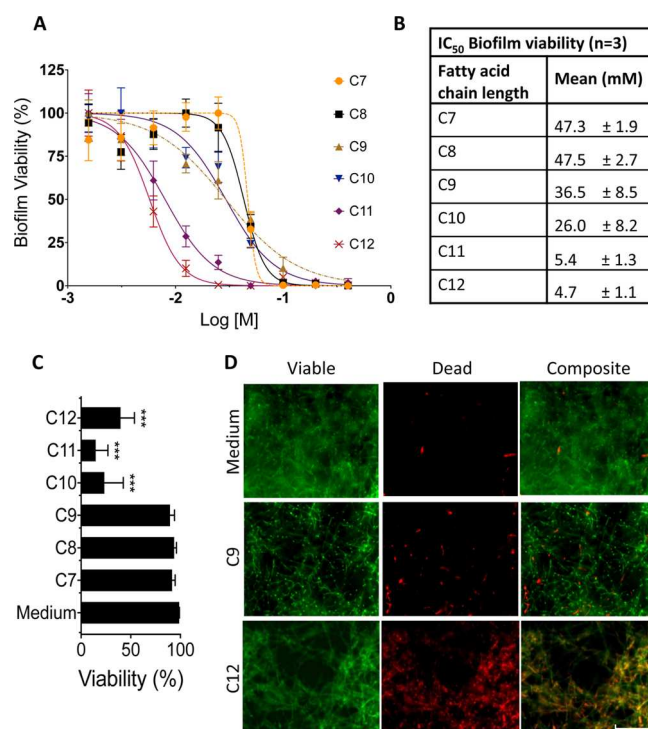 A
Biofilm Viability (%)
125
100
75
50
25
0
-3
-2
-1
0
Log [M]
C7
C8
C9
C10
C11
C12
B
IC50 Biofilm viability (n=3)
Fatty acid chain length
Mean (mM)
C7 47.3 ± 1.9
C8 47.5 ± 2.7
C9 36.5 ± 8.5
C10 26.0 ± 8.2
C11 5.4 ± 1.3
C12 4.7 ± 1.1
C
C12 ***
C11 ***
C10 ***
C9
C8
C7
Medium
0 50 100
Viability (%)
D
Viable Dead Composite
Medium
C9
C12